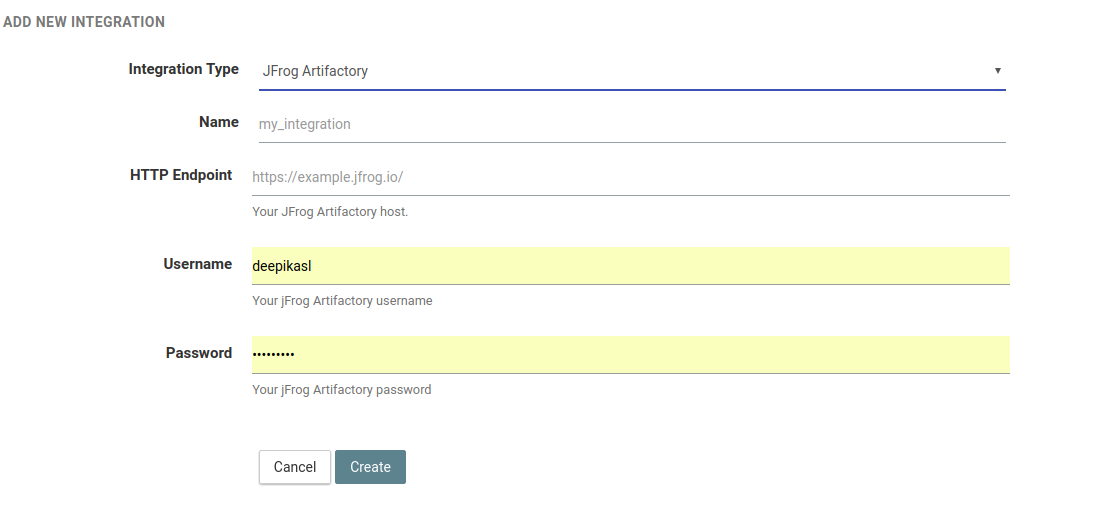 ADD NEW INTEGRATION
Integration Type JFrog Artifactory ▼
Name my_integration
HTTP Endpoint https://example.jfrog.io/
Your JFrog Artifactory host.
Username deepikasl
Your jFrog Artifactory username
Password •••••••••
Your jFrog Artifactory password
Cancel Create